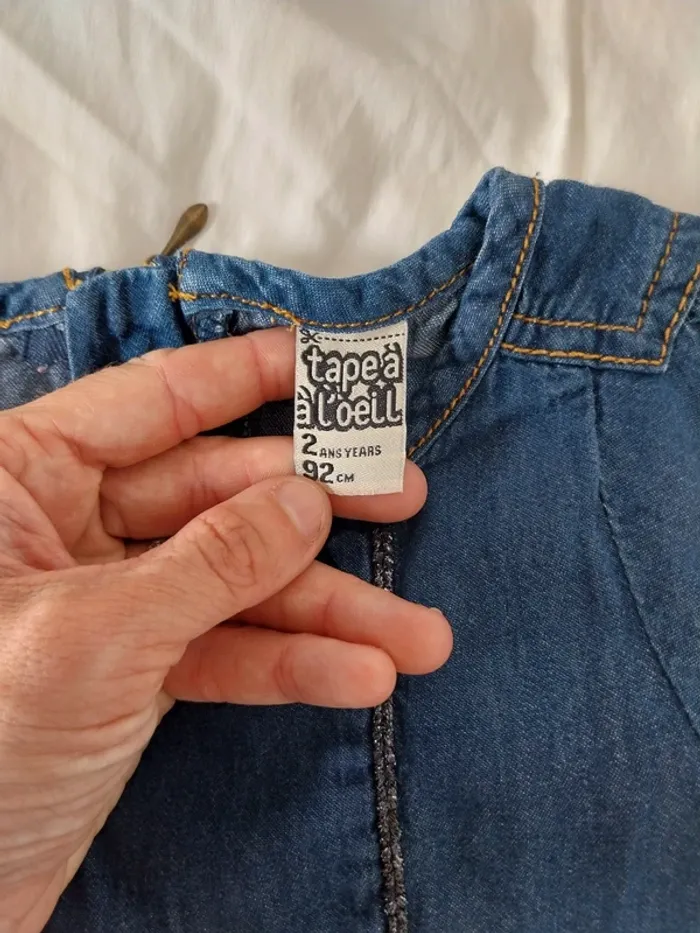 tape à
à l'oeil
2 ANS YEARS
92 CM